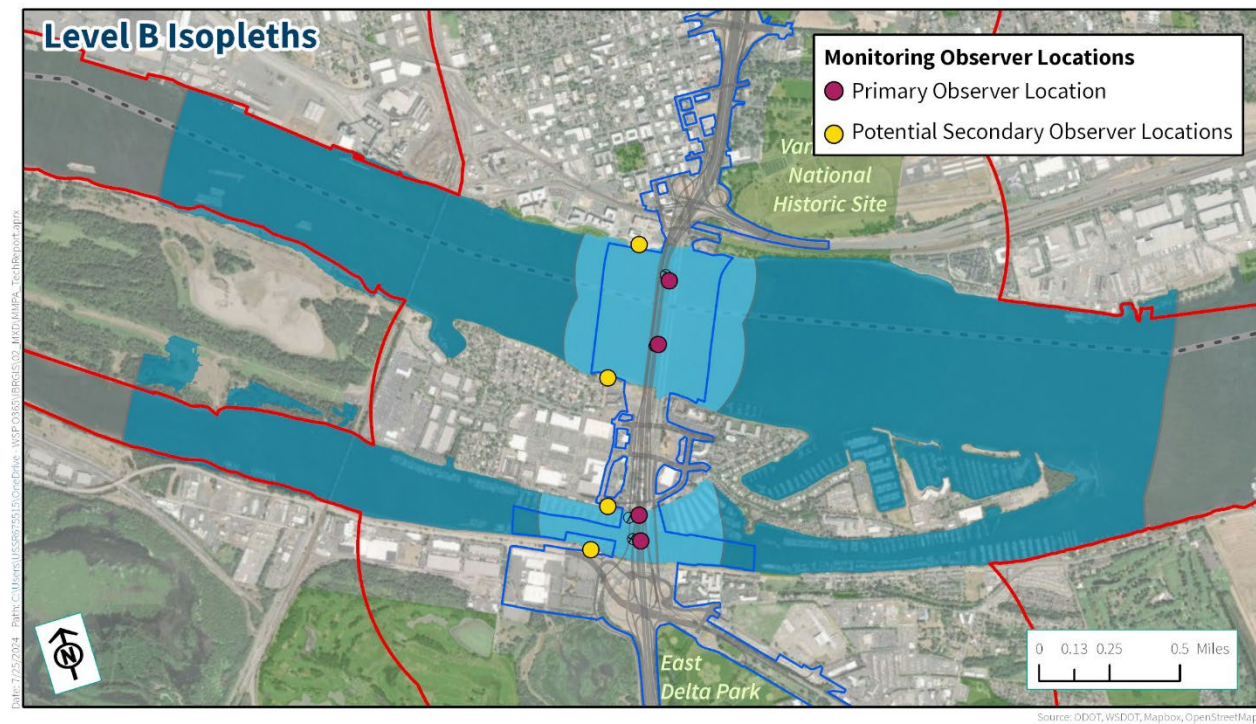 Level B Isopleths
Monitoring Observer Locations
Primary Observer Location
Potential Secondary Observer Locations
Van
National
Historic Site
East
Delta Park
N
0 0.13 0.25 0.5 Miles
Source: ODOT, WSDOT, Mapbox, OpenStreetMap